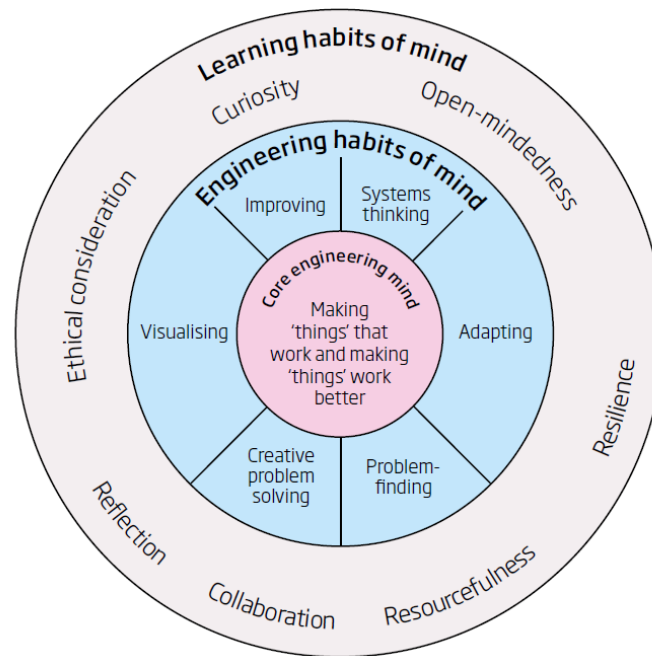 Learning habits of mind
Curiosity
Open-mindedness
Ethical consideration
Resilience
Reflection
Collaboration
Resourcefulness
Engineering habits of mind
Improving
Systems
thinking
Visualising
Adapting
Creative
problem
solving
Problem-
finding
Core engineering mind
Making
'things' that
work and making
'things' work
better